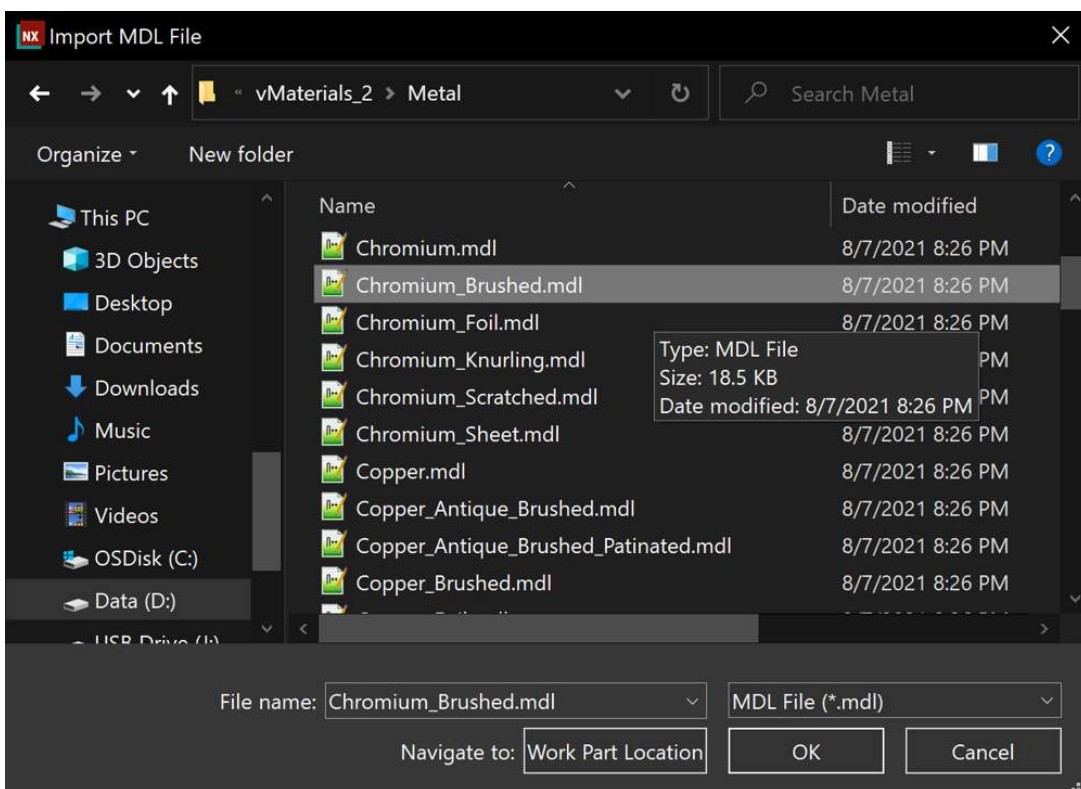 NX Import MDL File
« vMaterials_2 > Metal
Search Metal
Organize
New folder
?
This PC
3D Objects
Desktop
Documents
Downloads
Music
Pictures
Videos
OSDisk (C:)
Data (D:)
USB Drive (I:)
Name Date modified
Chromium.mdl 8/7/2021 8:26 PM
Chromium_Brushed.mdl 8/7/2021 8:26 PM
Chromium_Foil.mdl 8/7/2021 8:26 PM
Chromium_Knurling.mdl PM
Chromium_Scratched.mdl PM
Chromium_Sheet.mdl 8/7/2021 8:26 PM
Copper.mdl 8/7/2021 8:26 PM
Copper_Antique_Brushed.mdl 8/7/2021 8:26 PM
Copper_Antique_Brushed_Patinated.mdl 8/7/2021 8:26 PM
Copper_Brushed.mdl 8/7/2021 8:26 PM
Type: MDL File
Size: 18.5 KB
Date modified: 8/7/2021 8:26 PM
File name: Chromium_Brushed.mdl MDL File (*.mdl)
Navigate to: Work Part Location OK Cancel